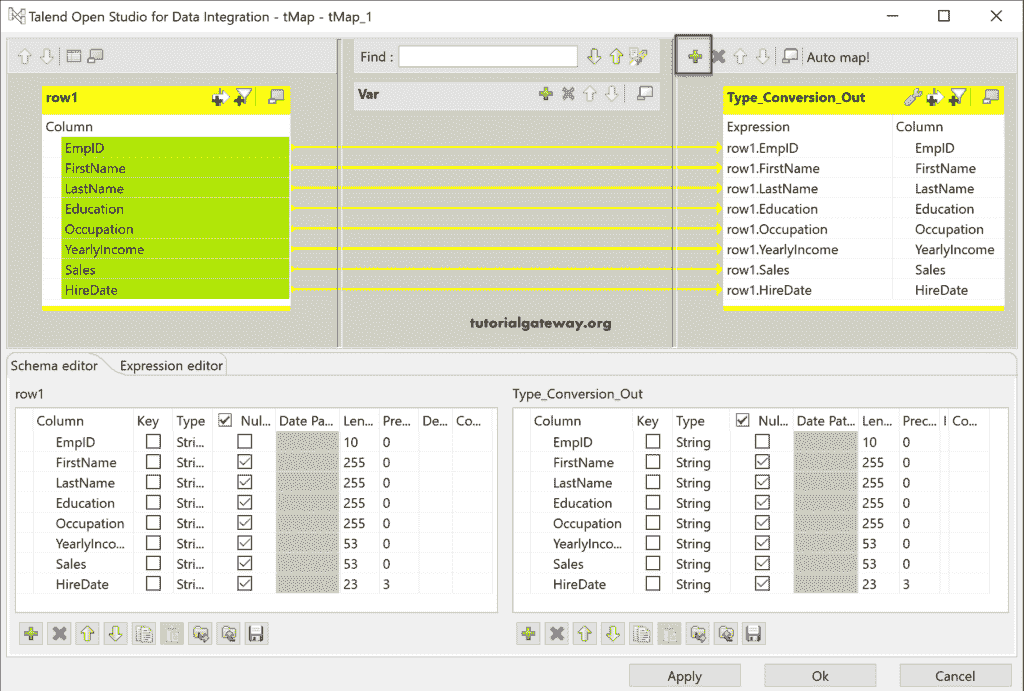 Talend Open Studio for Data Integration - tMap - tMap_1
Find :
Auto map!
row1
Column
EmpID
FirstName
LastName
Education
Occupation
YearlyIncome
Sales
HireDate
Var
Type_Conversion_Out
Expression Column
row1.EmpID EmpID
row1.FirstName FirstName
row1.LastName LastName
row1.Education Education
row1.Occupation Occupation
row1.YearlyIncome YearlyIncome
row1.Sales Sales
row1.HireDate HireDate
tutorialgateway.org
Schema editor Expression editor
row1
Column Key Type Nul... Date Pa... Len... Pre... De... Co...
EmpID Stri... 10 0
FirstName Stri... 255 0
LastName Stri... 255 0
Education Stri... 255 0
Occupation Stri... 255 0
YearlyInco... Stri... 53 0
Sales Stri... 53 0
HireDate Stri... 23 3
Type_Conversion_Out
Column Key Type Nul... Date Pat... Len... Prec... Co...
EmpID String 10 0
FirstName String 255 0
LastName String 255 0
Education String 255 0
Occupation String 255 0
YearlyInco... String 53 0
Sales String 53 0
HireDate String 23 3
Apply Ok Cancel